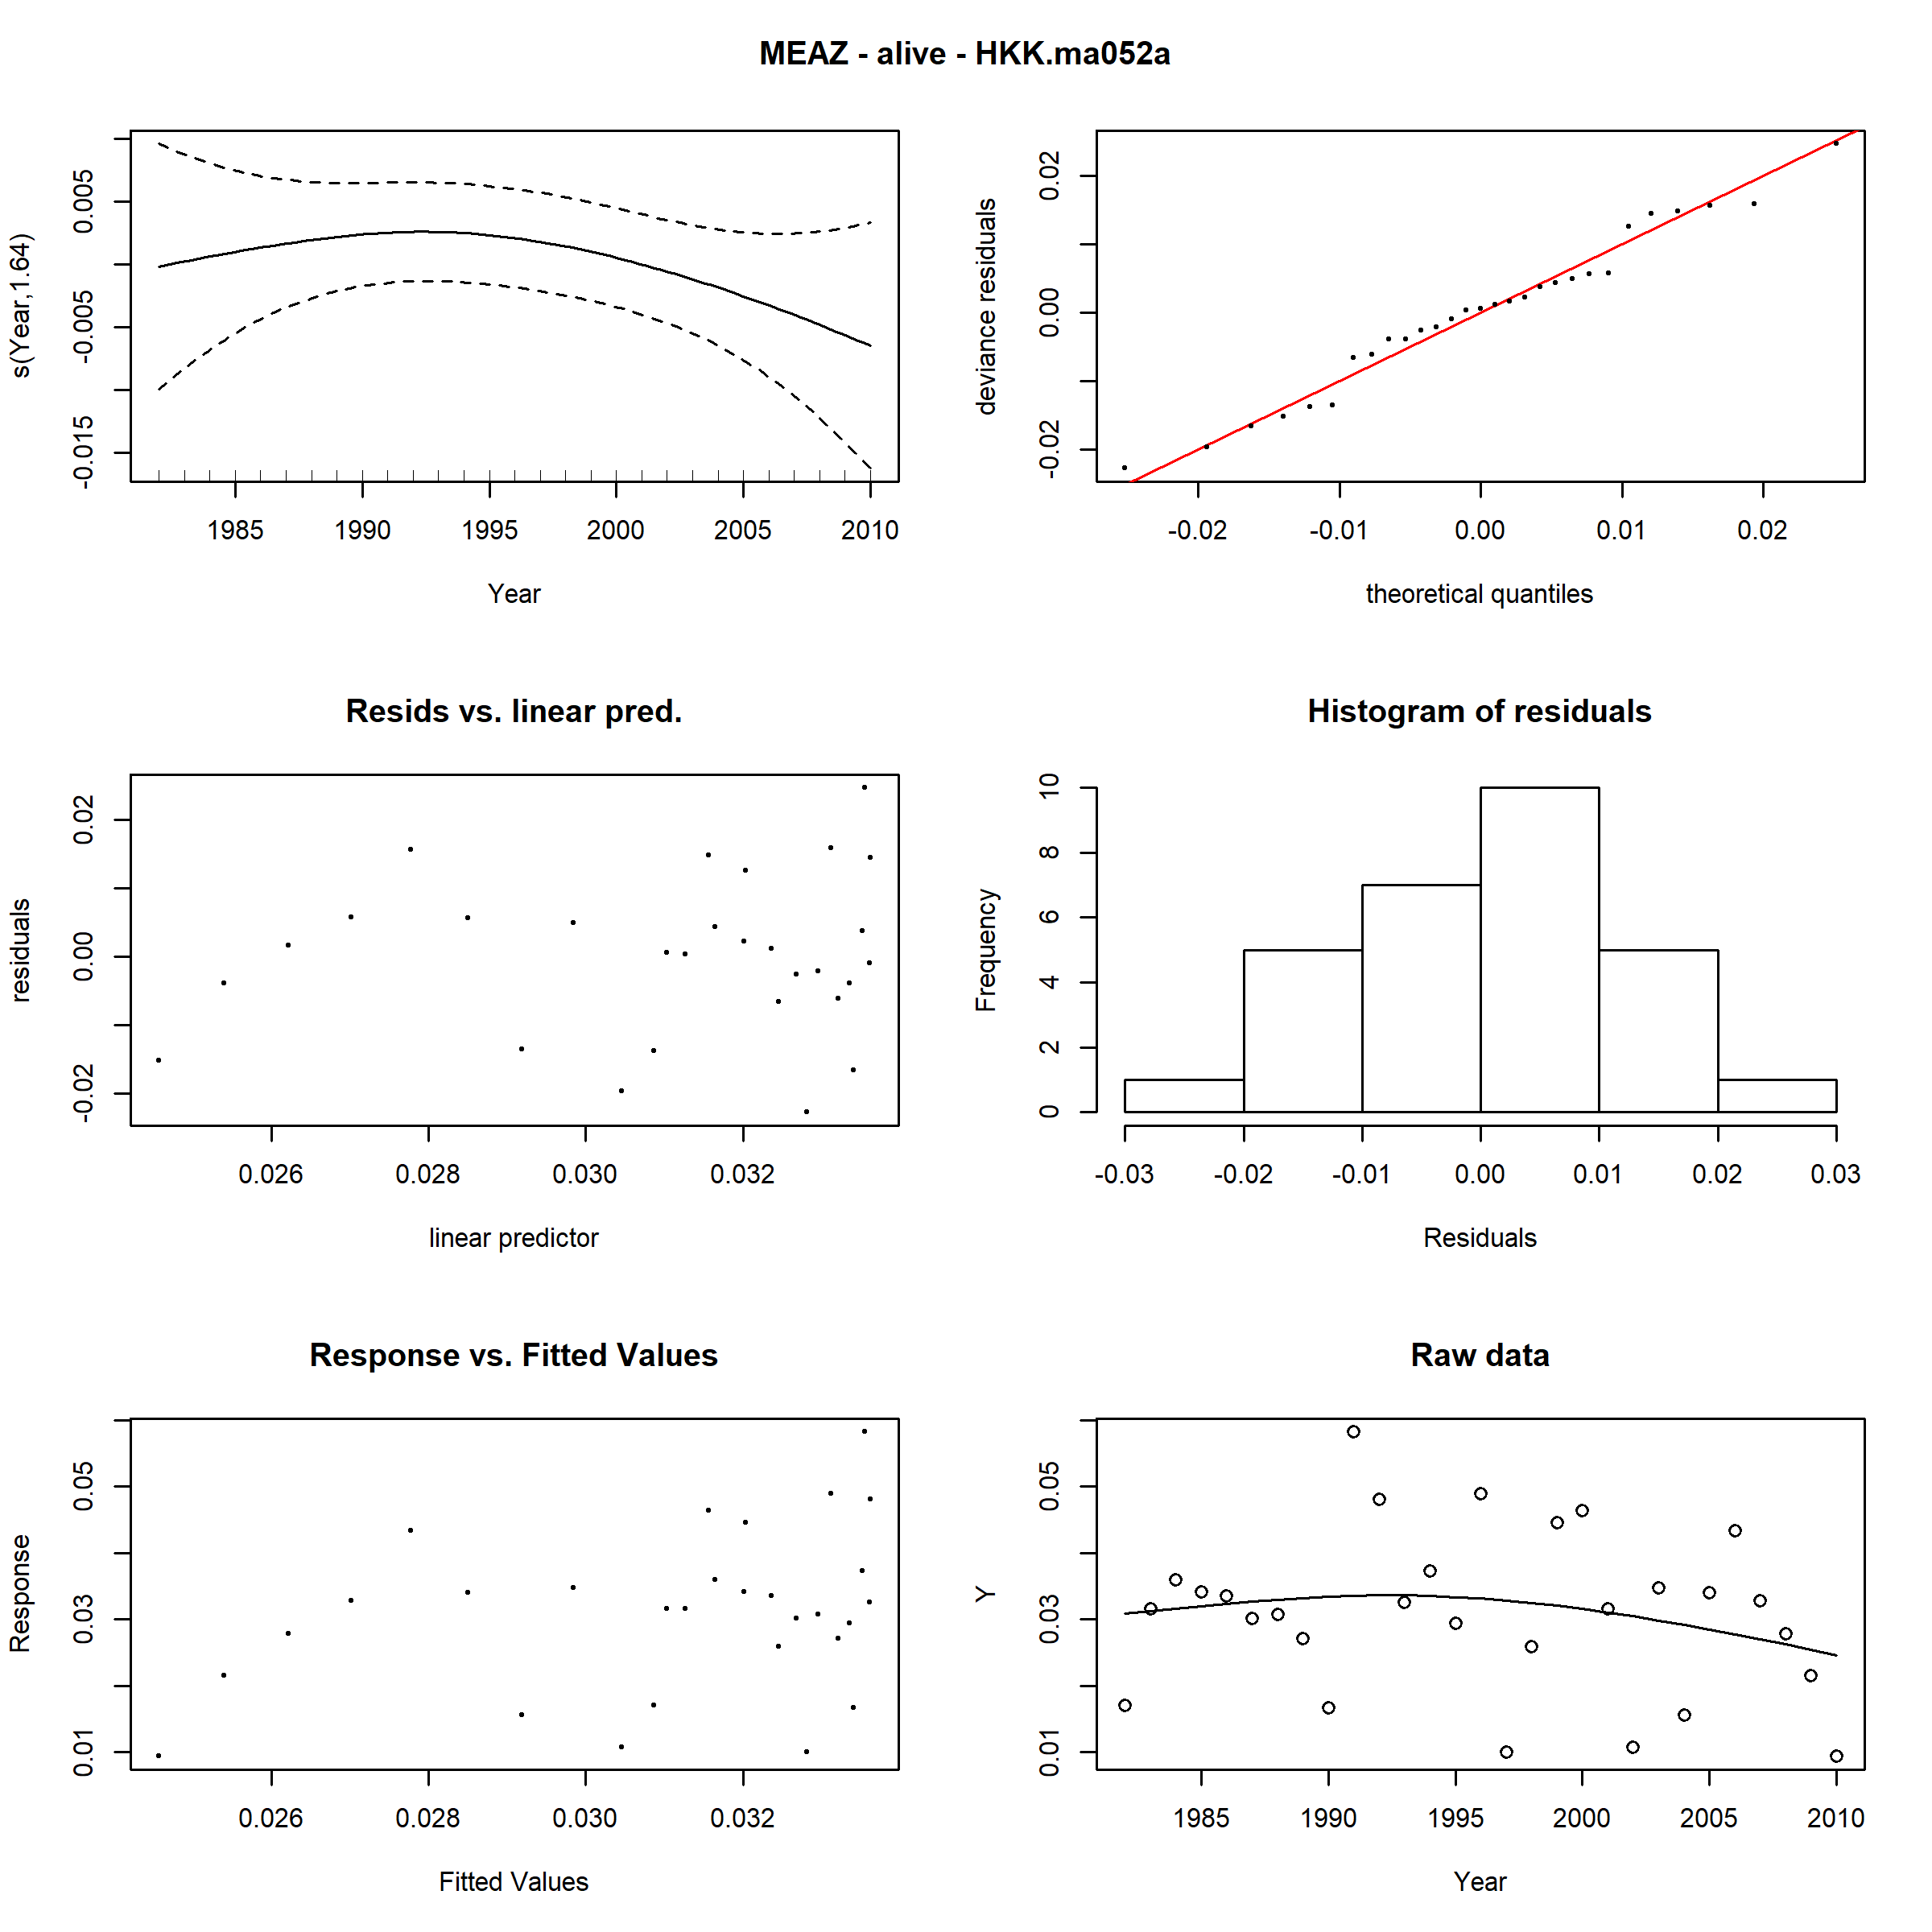 MEAZ - alive - HKK.ma052a
s(Year,1.64)
0.005
-0.005
-0.015
1985 1990 1995 2000 2005 2010
Year
deviance residuals
0.02
0.00
-0.02
-0.02 -0.01 0.00 0.01 0.02
theoretical quantiles
Resids vs. linear pred.
residuals
0.02
0.00
-0.02
0.026 0.028 0.030 0.032
linear predictor
Histogram of residuals
Frequency
10
8
6
4
2
0
-0.03 -0.02 -0.01 0.00 0.01 0.02 0.03
Residuals
Response vs. Fitted Values
Response
0.05
0.03
0.01
0.026 0.028 0.030 0.032
Fitted Values
Raw data
Y
0.05
0.03
0.01
1985 1990 1995 2000 2005 2010
Year